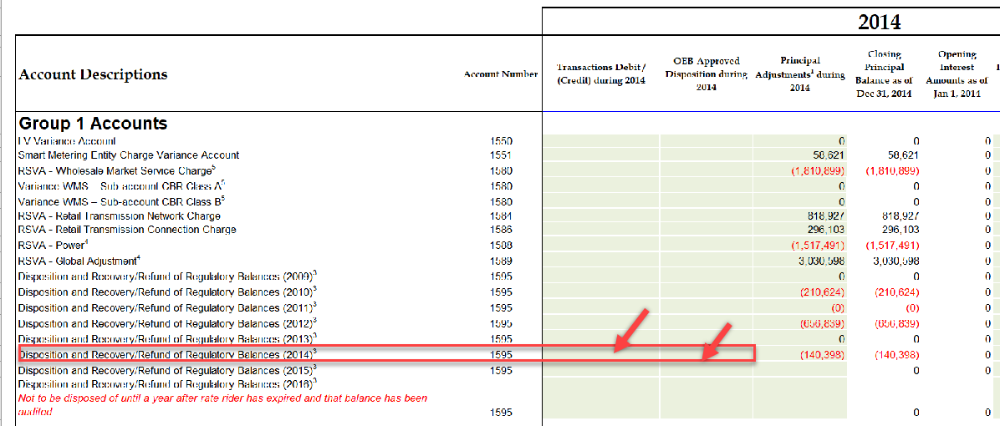 2014
Account Descriptions Account Number Transactions Debit / (Credit) during 2014 OEB-Approved Disposition during 2014 Principal Adjustments1 during 2014 Closing Principal Balance as of Dec 31, 2014 Opening Interest Amounts as of Jan 1, 2014
Group 1 Accounts
LV Variance Account 1550 0 0 0
Smart Metering Entity Charge Variance Account 1551 58,621 58,621 0
RSVA - Wholesale Market Service Charge5 1580 (1,810,899) (1,810,899) 0
Variance WMS – Sub-account CBR Class A5 1580 0 0 0
Variance WMS – Sub-account CBR Class B5 1580 0 0 0
RSVA - Retail Transmission Network Charge 1584 818,927 818,927 0
RSVA - Retail Transmission Connection Charge 1586 296,103 296,103 0
RSVA - Power4 1588 (1,517,491) (1,517,491) 0
RSVA - Global Adjustment4 1589 3,030,598 3,030,598 0
Disposition and Recovery/Refund of Regulatory Balances (2009)3 1595 0 0 0
Disposition and Recovery/Refund of Regulatory Balances (2010)3 1595 (210,624) (210,624) 0
Disposition and Recovery/Refund of Regulatory Balances (2011)3 1595 (0) (0) 0
Disposition and Recovery/Refund of Regulatory Balances (2012)3 1595 (656,839) (656,839) 0
Disposition and Recovery/Refund of Regulatory Balances (2013)3 1595 0 0 0
Disposition and Recovery/Refund of Regulatory Balances (2014)3 1595 (140,398) (140,398) 0
Disposition and Recovery/Refund of Regulatory Balances (2015)3 1595 0 0
Disposition and Recovery/Refund of Regulatory Balances (2016)3
Not to be disposed of until a year after rate rider has expired and that balance has been
audited 1595 0 0